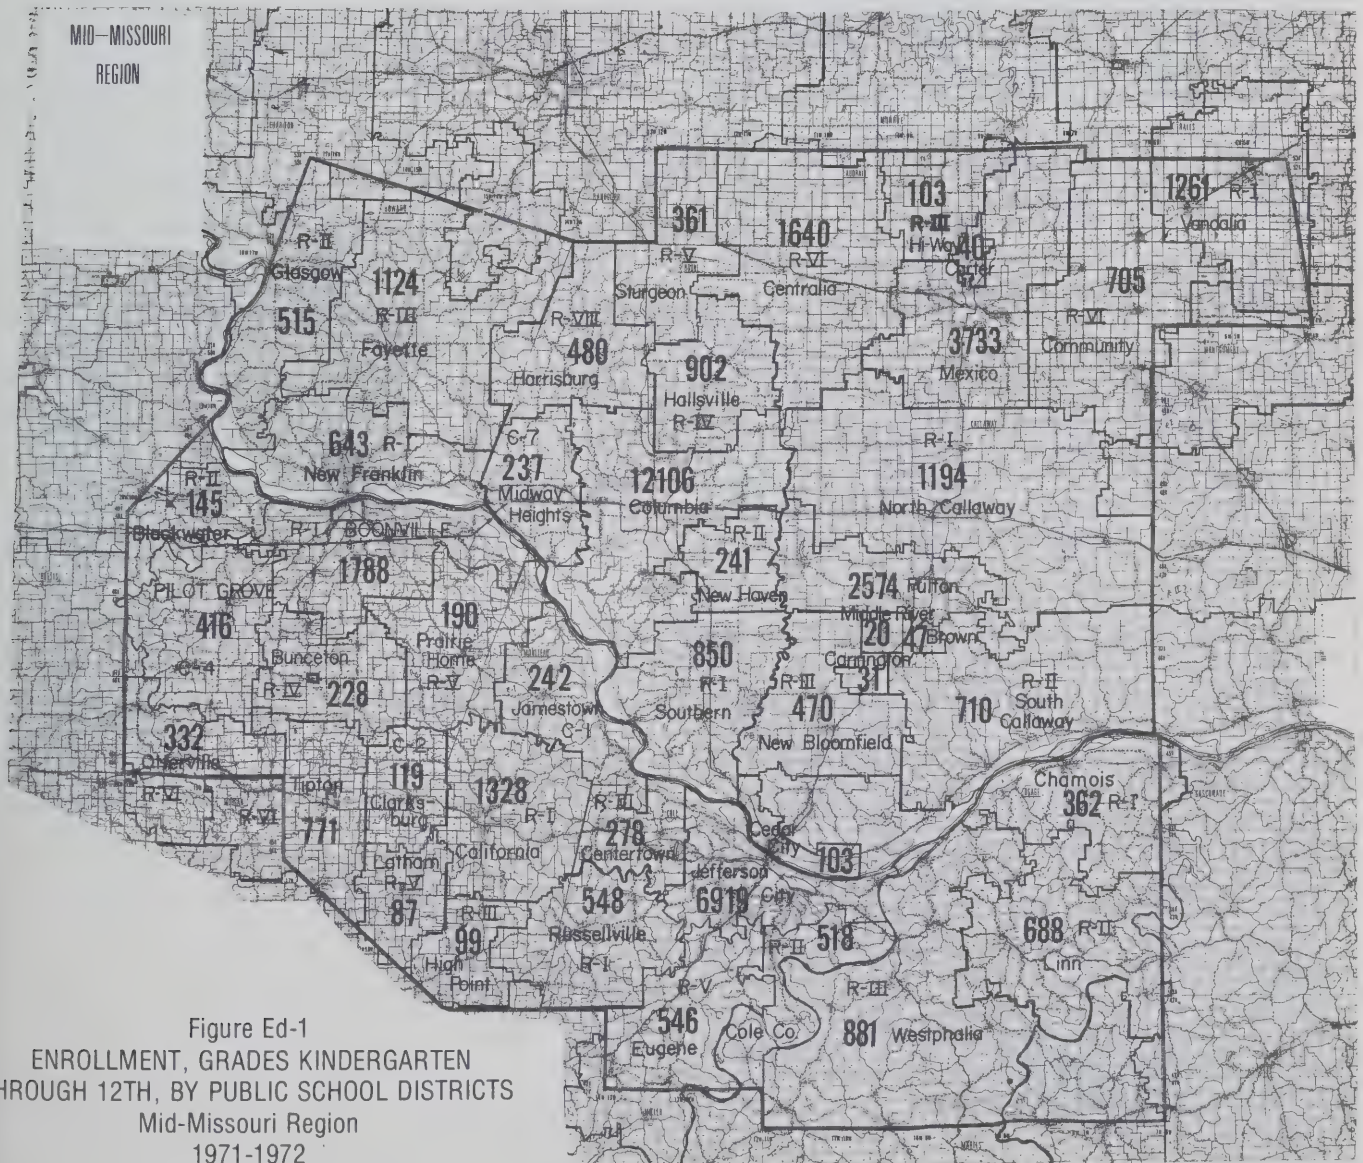 MID-MISSOURI
REGION
103
R-III
Hi-Way
40
Carter
1261
R-I
Vandalia
361
R-V
Sturgeon
1640
R-VI
Centralia
R-II
Glasgow
515
1124
R-III
Fayette
705
R-VI
Community
R-VIII
480
Harrisburg
902
Hallsville
R-IV
3733
Mexico
643 R-I
New Franklin
C-7
237
Midway
Heights
12106
Columbia
R-I
1194
North Callaway
R-II
145
Blackwater
R-I BOONVILLE
1788
R-II
241
New Haven
2574 Fulton
Middle River
20
47 Brown
Carrington
31
PILOT GROVE
416
C-4
190
Prairie
Home
R-V
Bunceton
R-IV
228
242
Jamestown
C-1
850
R-I
Southern
R-III
470
New Bloomfield
R-II
South
Callaway
710
332
Otterville
R-VI
R-VI
Tipton
771
C-2
119
Clarks-
burg
1328
R-I
California
R-III
278
Centertown
Cedar
City
103
Chamois
362 R-I
Latham
R-V
87
R-III
99
High
Point
548
Russellville
R-I
Jefferson
City
6919
R-II
518
688 R-II
Linn
R-V
546
Eugene
Cole Co.
R-III
881 Westphalia
Figure Ed-1
ENROLLMENT, GRADES KINDERGARTEN
HROUGH 12TH, BY PUBLIC SCHOOL DISTRICTS
Mid-Missouri Region
1971-1972